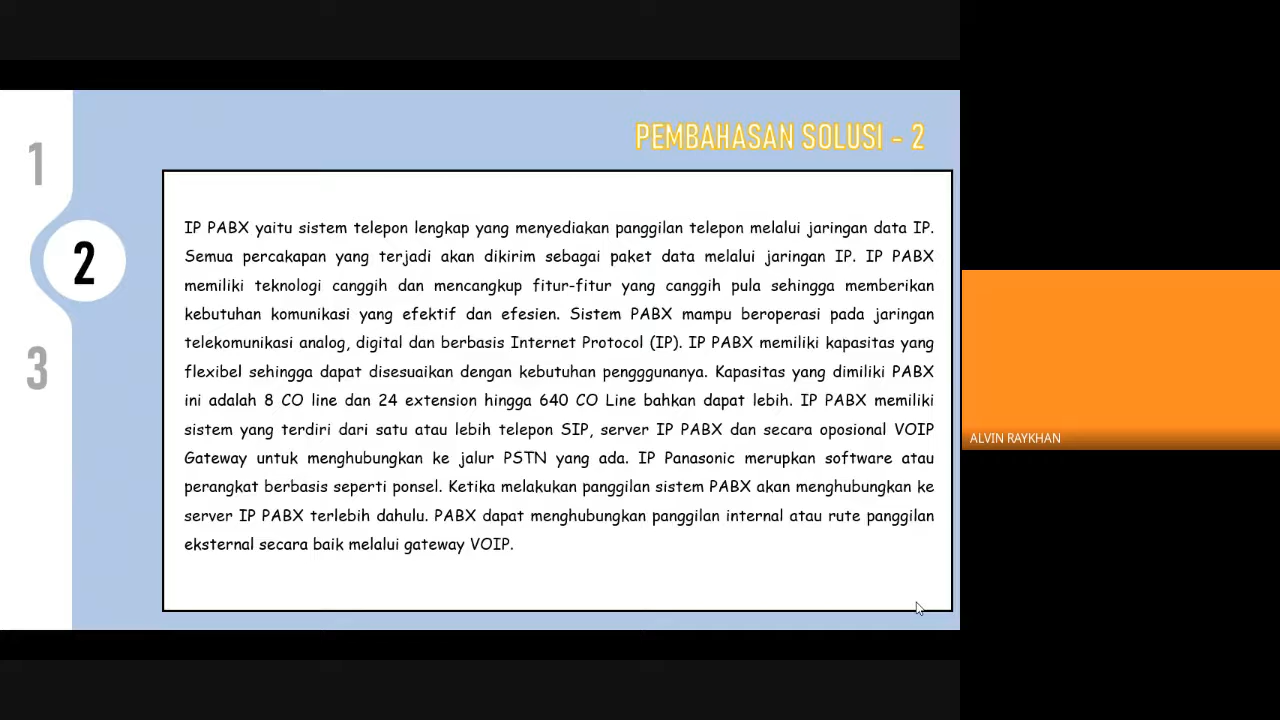 1
2
3
PEMBAHASAN SOLUSI - 2
IP PABX yaitu sistem telepon lengkap yang menyediakan panggilan telepon melalui jaringan data IP.
Semua percakapan yang terjadi akan dikirim sebagai paket data melalui jaringan IP. IP PABX
memiliki teknologi canggih dan mencangkup fitur-fitur yang canggih pula sehingga memberikan
kebutuhan komunikasi yang efektif dan efesien. Sistem PABX mampu beroperasi pada jaringan
telekomunikasi analog, digital dan berbasis Internet Protocol (IP). IP PABX memiliki kapasitas yang
flexibel sehingga dapat disesuaikan dengan kebutuhan pengggunanya. Kapasitas yang dimiliki PABX
ini adalah 8 CO line dan 24 extension hingga 640 CO Line bahkan dapat lebih. IP PABX memiliki
sistem yang terdiri dari satu atau lebih telepon SIP, server IP PABX dan secara oposional VOIP
Gateway untuk menghubungkan ke jalur PSTN yang ada. IP Panasonic merupkan software atau
perangkat berbasis seperti ponsel. Ketika melakukan panggilan sistem PABX akan menghubungkan ke
server IP PABX terlebih dahulu. PABX dapat menghubungkan panggilan internal atau rute panggilan
eksternal secara baik melalui gateway VOIP.
ALVIN RAYKHAN